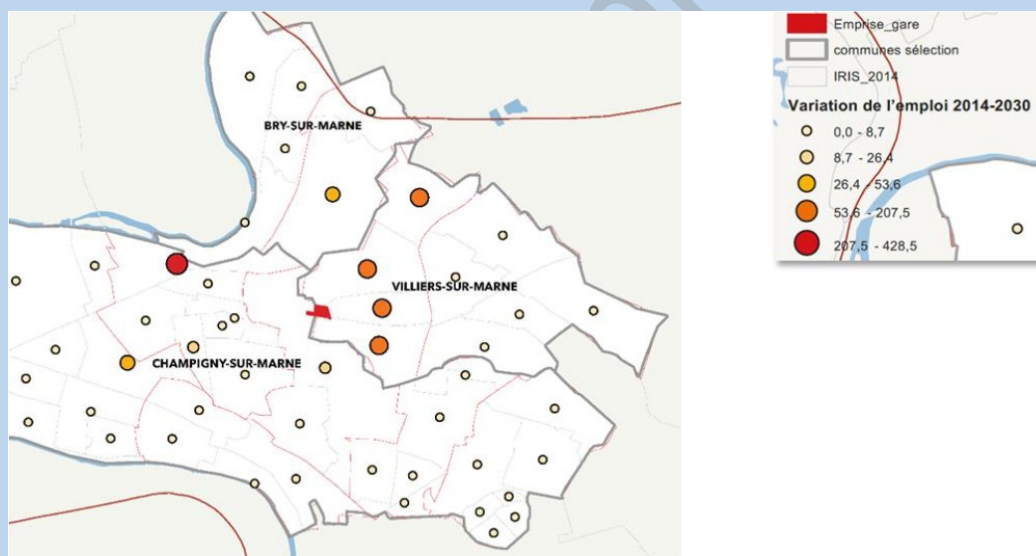 BRY-SUR-MARNE
VILLIERS-SUR-MARNE
CHAMPIGNY-SUR-MARNE
Emprise_gare
communes sélection
IRIS_2014
Variation de l'emploi 2014-2030
0,0 - 8,7
8,7 - 26,4
26,4 - 53,6
53,6 - 207,5
207,5 - 428,5